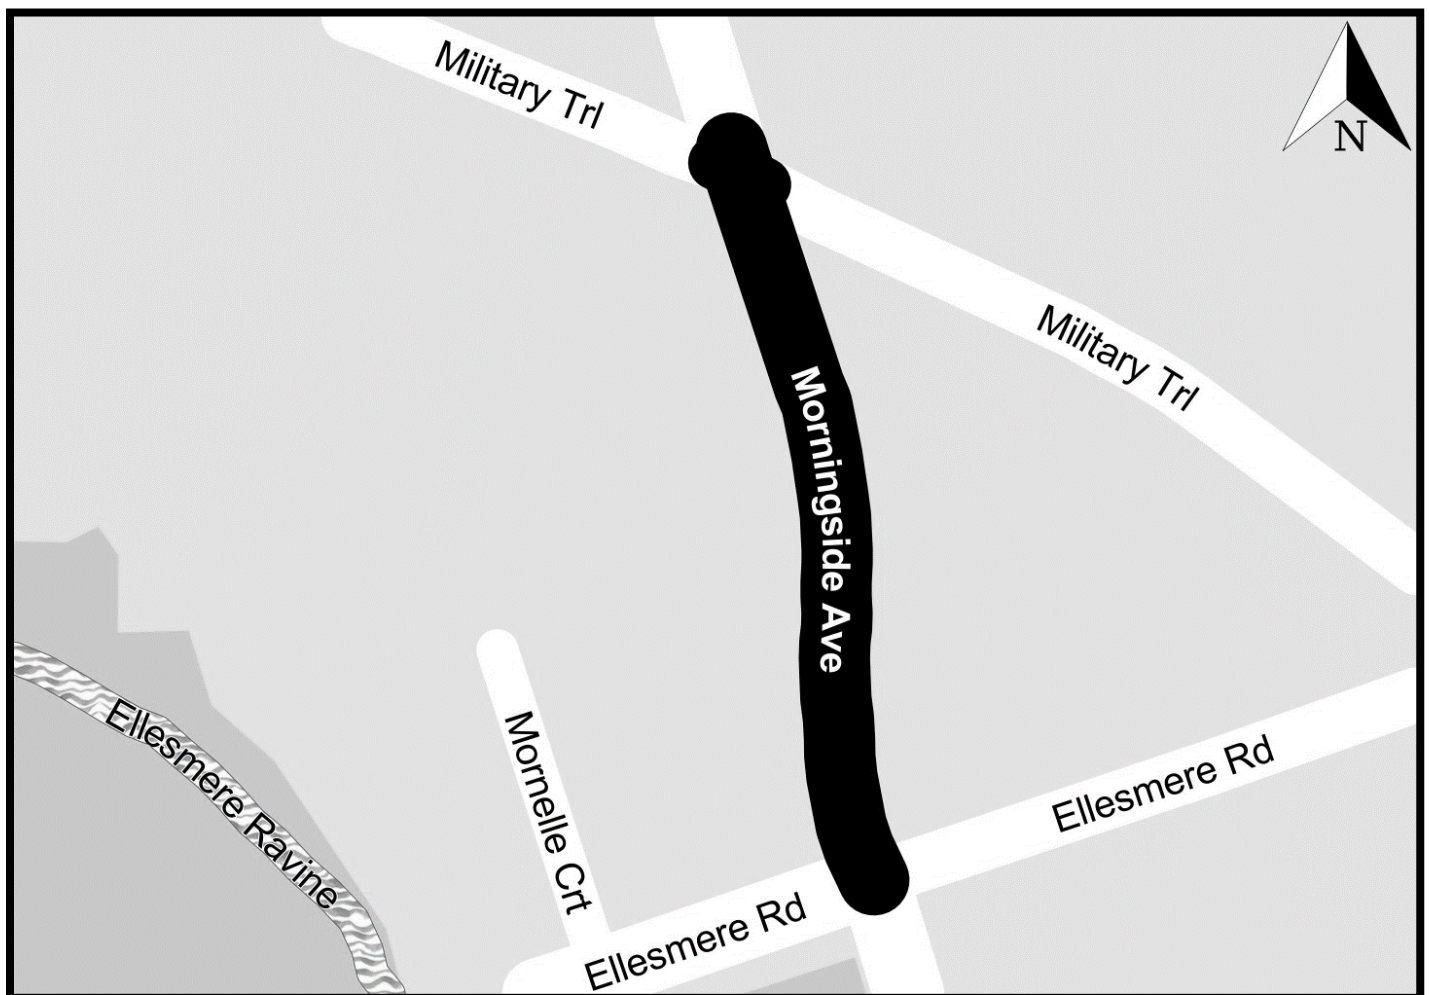 Military Trl
N
Military Trl
Morningside Ave
Ellesmere Ravine
Mornelle Crt
Ellesmere Rd
Ellesmere Rd